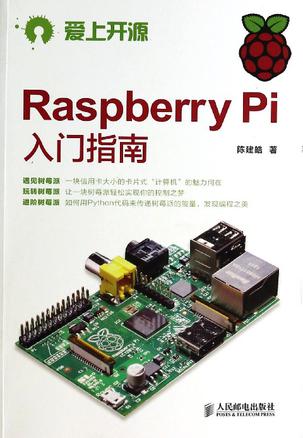 爱上开源
Raspberry Pi
入门指南
陈建皓 著
遇见树莓派 一块信用卡大小的卡片式“计算机”的魅力何在
玩转树莓派 让一块树莓派轻松实现你的控制之梦
进阶树莓派 如何用Python代码来传递树莓派的能量，发现编程之美
人民邮电出版社
POSTS & TELECOM PRESS